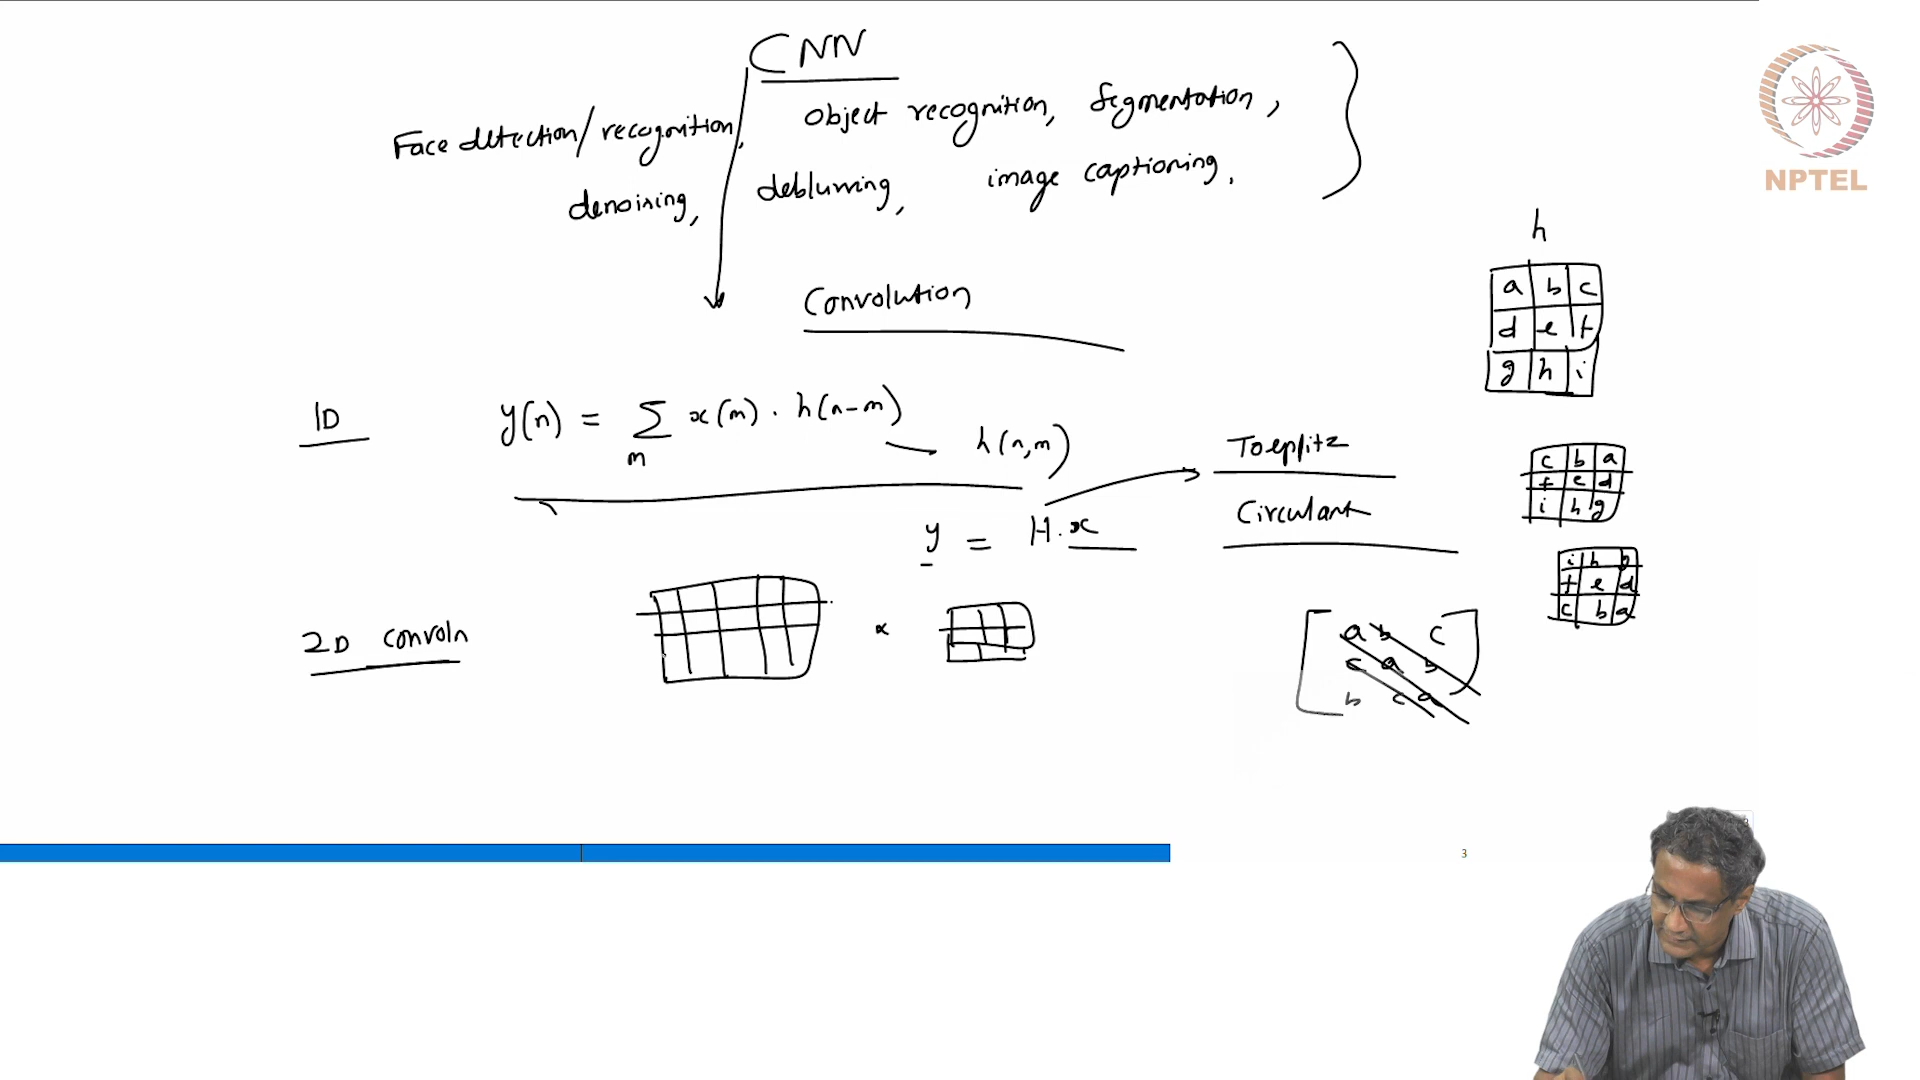 CNN
Face detection/recognition, object recognition, Segmentation,
denoising, deblurring, image captioning.
NPTEL
Convolution
h
a b c
d e f
g h i
1D y(n) = Σ x(m) . h(n-m)
m
h(n,m)
Toeplitz
y = H.x
Circulant
c b a
f e d
i h g
i h g
f e d
c b a
2D convoln *
a b c
c a b
b c a
3